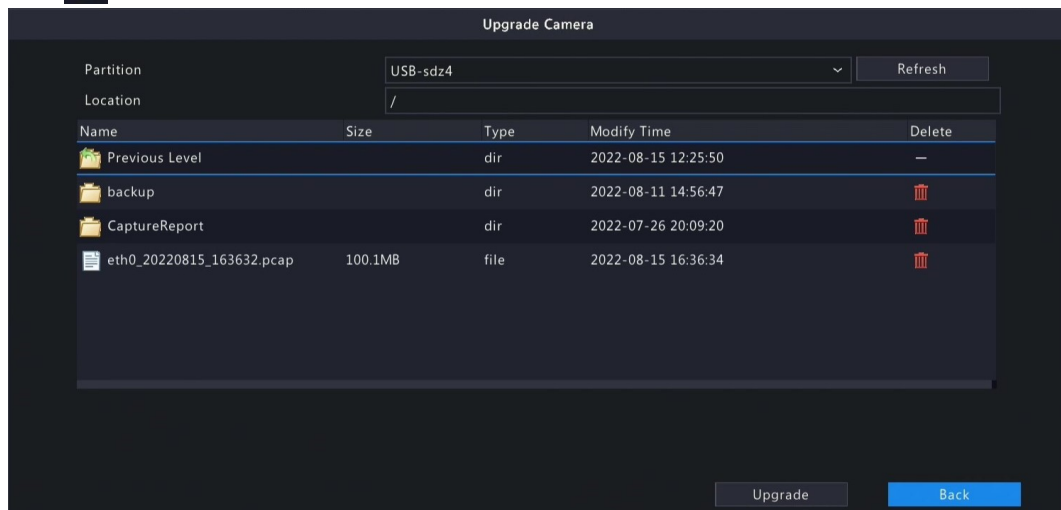 Upgrade Camera
Partition USB-sdz4 Refresh
Location /
Name Size Type Modify Time Delete
Previous Level dir 2022-08-15 12:25:50 —
backup dir 2022-08-11 14:56:47
CaptureReport dir 2022-07-26 20:09:20
eth0_20220815_163632.pcap 100.1MB file 2022-08-15 16:36:34
Upgrade Back